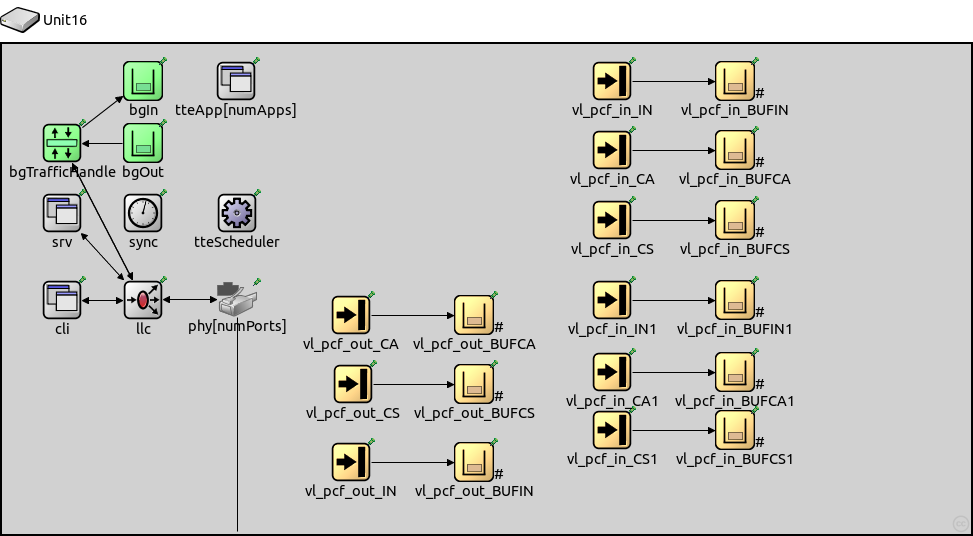 Unit16
bgIn
tteApp[numApps]
bgTrafficHandle
bgOut
srv
sync
tteScheduler
cli
llc
phy[numPorts]
vl_pcf_out_CA
vl_pcf_out_BUFCA
#
vl_pcf_out_CS
vl_pcf_out_BUFCS
#
vl_pcf_out_IN
vl_pcf_out_BUFIN
#
vl_pcf_in_IN
vl_pcf_in_BUFIN
#
vl_pcf_in_CA
vl_pcf_in_BUFCA
#
vl_pcf_in_CS
vl_pcf_in_BUFCS
#
vl_pcf_in_IN1
vl_pcf_in_BUFIN1
#
vl_pcf_in_CA1
vl_pcf_in_BUFCA1
#
vl_pcf_in_CS1
vl_pcf_in_BUFCS1
#
cc